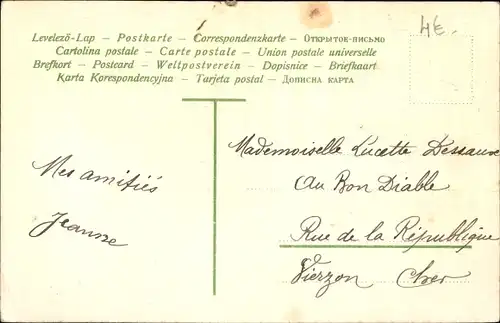 Levelező-Lap — Postkarte — Correspondenzkarte — Открытое-письмо
Cartolina postale — Carte postale — Union postale universelle
Brefkort — Postcard — Weltpostverein — Dopisnice — Briefkaart
Karta Korespondencyjna — Tarjeta postal — Дописна карта
4€
Mes amitiés
Jeanne
Mademoiselle Lucette Dessaux
Au Bon Diable
Rue de la République
Vierzon Cher